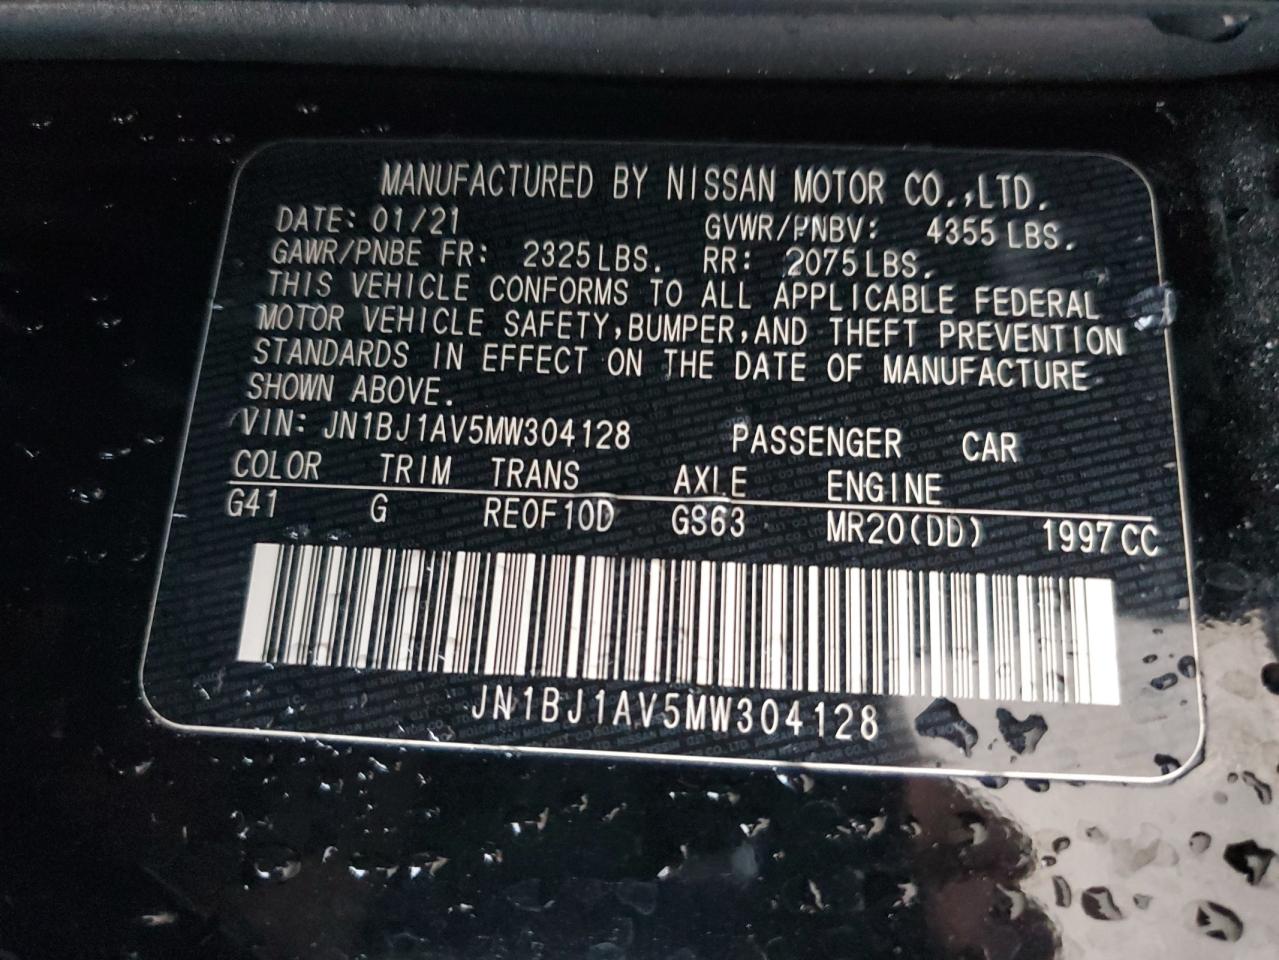 MANUFACTURED BY NISSAN MOTOR CO.,LTD.
DATE: 01/21 GVWR/PNBV: 4355 LBS.
GAWR/PNBE FR: 2325 LBS. RR: 2075 LBS.
THIS VEHICLE CONFORMS TO ALL APPLICABLE FEDERAL
MOTOR VEHICLE SAFETY,BUMPER,AND THEFT PREVENTION
STANDARDS IN EFFECT ON THE DATE OF MANUFACTURE
SHOWN ABOVE.
VIN: JN1BJ1AV5MW304128 PASSENGER CAR
COLOR TRIM TRANS AXLE ENGINE
G41 G RE0F10D GS63 MR20(DD) 1997CC
JN1BJ1AV5MW304128